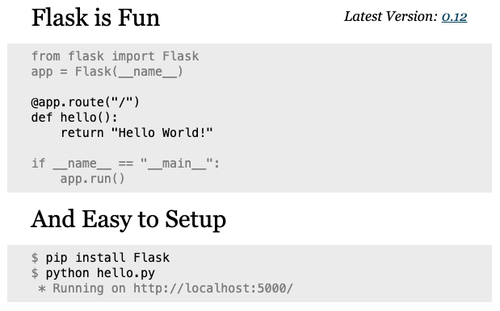 Flask is Fun
Latest Version: 0.12
from flask import Flask
app = Flask(__name__)
@app.route("/")
def hello():
    return "Hello World!"
if __name__ == "__main__":
    app.run()
And Easy to Setup
$ pip install Flask
$ python hello.py
 * Running on http://localhost:5000/